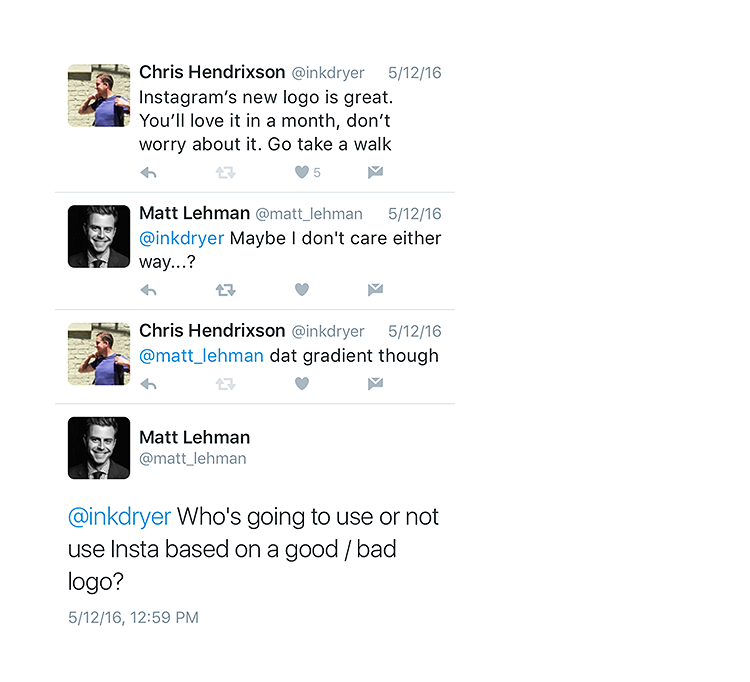 Chris Hendrixson @inkdryer 5/12/16
Instagram’s new logo is great.
You’ll love it in a month, don’t
worry about it. Go take a walk
5
Matt Lehman @matt_lehman 5/12/16
@inkdryer Maybe I don't care either
way...?
Chris Hendrixson @inkdryer 5/12/16
@matt_lehman dat gradient though
Matt Lehman
@matt_lehman
@inkdryer Who's going to use or not
use Insta based on a good / bad
logo?
5/12/16, 12:59 PM